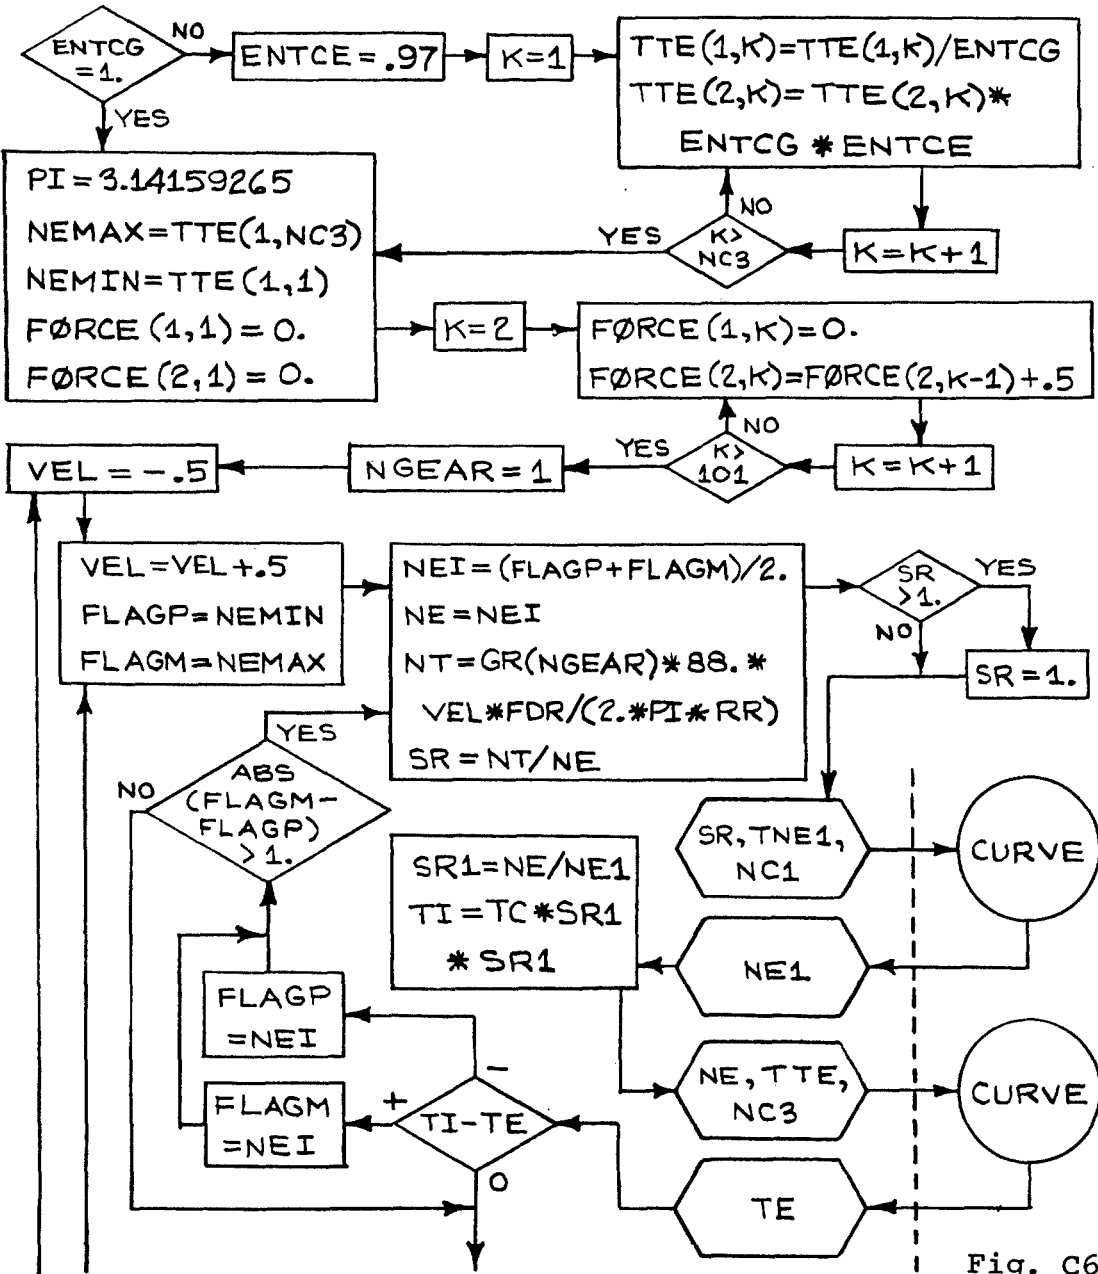 ENTCG
=1.
NO
YES
ENTCE=.97
K=1
TTE(1,K)=TTE(1,K)/ENTCG
TTE(2,K)=TTE(2,K)*
ENTCG*ENTCE
K=K+1
K>
NC3
NO
YES
PI=3.14159265
NEMAX=TTE(1,NC3)
NEMIN=TTE(1,1)
FØRCE(1,1)=0.
FØRCE(2,1)=0.
K=2
FØRCE(1,K)=0.
FØRCE(2,K)=FØRCE(2,K-1)+.5
K=K+1
K>
101
NO
YES
NGEAR=1
VEL=-.5
VEL=VEL+.5
FLAGP=NEMIN
FLAGM=NEMAX
NEI=(FLAGP+FLAGM)/2.
NE=NEI
NT=GR(NGEAR)*88.*
VEL*FDR/(2.*PI*RR)
SR=NT/NE
SR
>1.
YES
NO
SR=1.
SR,TNE1,
NC1
CURVE
NE1
SR1=NE/NE1
TI=TC*SR1
*SR1
NE,TTE,
NC3
CURVE
TE
TI-TE
-
+
0
FLAGP
=NEI
FLAGM
=NEI
ABS
(FLAGM-
FLAGP)
>1.
YES
NO
Fig. C6